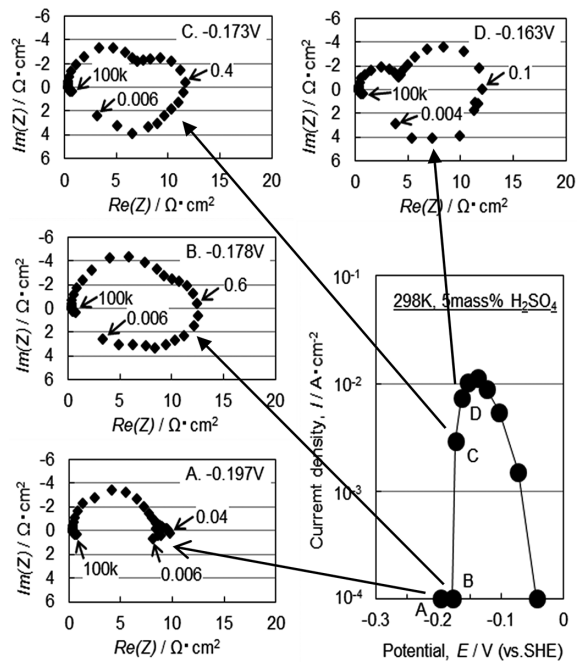 C. -0.173V
-6
-4
-2
0
2
4
6
Im(Z) / Ω・cm2
0.4
100k
0.006
0 5 10 15 20
Re(Z) / Ω・cm2
D. -0.163V
-6
-4
-2
0
2
4
6
Im(Z) / Ω・cm2
0.1
100k
0.004
0 5 10 15 20
Re(Z) / Ω・cm2
B. -0.178V
-6
-4
-2
0
2
4
6
Im(Z) / Ω・cm2
0.6
100k
0.006
0 5 10 15 20
Re(Z) / Ω・cm2
A. -0.197V
-6
-4
-2
0
2
4
6
Im(Z) / Ω・cm2
0.04
100k
0.006
0 5 10 15 20
Re(Z) / Ω・cm2
298K, 5mass% H2SO4
10-1
10-2
10-3
10-4
Curremt density, I / A・cm-2
D
C
B
A
-0.3 -0.2 -0.1 0
Potential, E / V (vs.SHE)